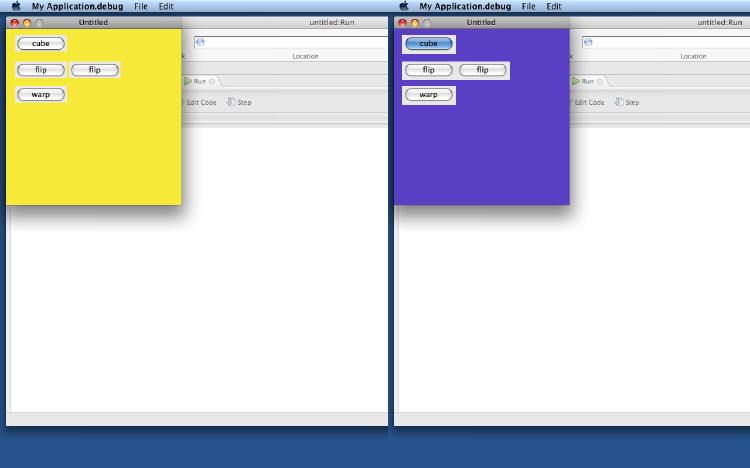 My Application.debug File Edit
Untitled
untitled:Run
cube
Location
flip flip
Run
warp
Edit Code Step
My Application.debug File Edit
Untitled
untitled:Run
cube
Location
flip flip
Run
warp
Edit Code Step